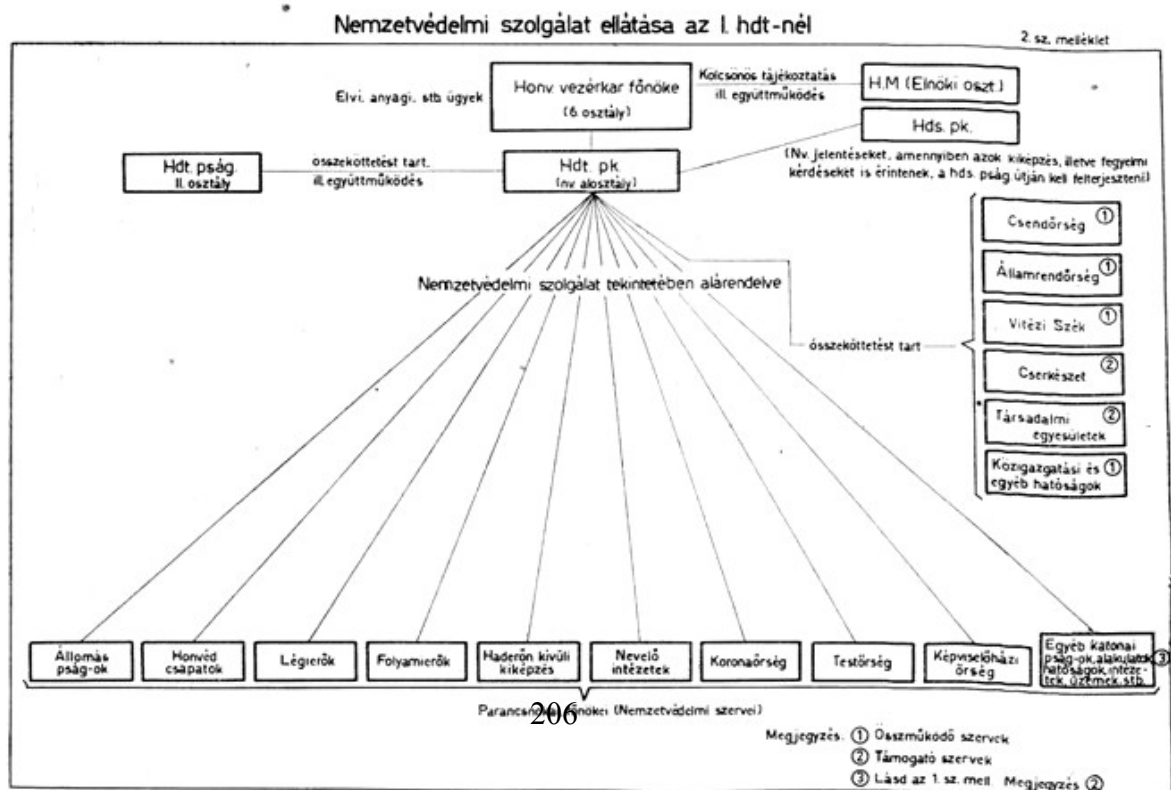 Nemzetvédelmi szolgálat ellátása az I. hdt-nél
2. sz. melléklet
Elvi, anyagi, stb ügyek
Honv. vezérkar főnöke
(6. osztály)
Kölcsönös tájékoztatás
ill. együttműködés
H.M (Elnöki oszt.)
Hds. pk.
(Nv. jelentéseket, amennyiben azok kiképzés, illetve fegyelmi
kérdéseket is érintenek, a hds. pság útján kell felterjeszteni)
Hdt. pság.
II. osztály
összeköttetést tart,
ill. együttműködés
Hdt. pk.
(nv. alosztály)
Nemzetvédelmi szolgálat tekintetében alárendelve
összeköttetést tart
Csendőrség ①
Államrendőrség ①
Vitézi Szék ①
Cserkészet ②
Társadalmi ②
egyesületek
Közigazgatási és ①
egyéb hatóságok
Állomás
pság-ok
Honvéd
csapatok
Légierők
Folyamierők
Haderőn kívüli
kiképzés
Nevelő
intézetek
Koronaőrség
Testőrség
Képviselőházi
őrség
Egyéb katonai
pság-ok, alakulatok ③
hatóságok, intéze-
tek, üzemek, stb.
Parancsnokai főnökei (Nemzetvédelmi szervei)
206
Megjegyzés. ① Összműködő szervek
② Támogató szervek
③ Lásd az 1. sz. mell. Megjegyzés ②